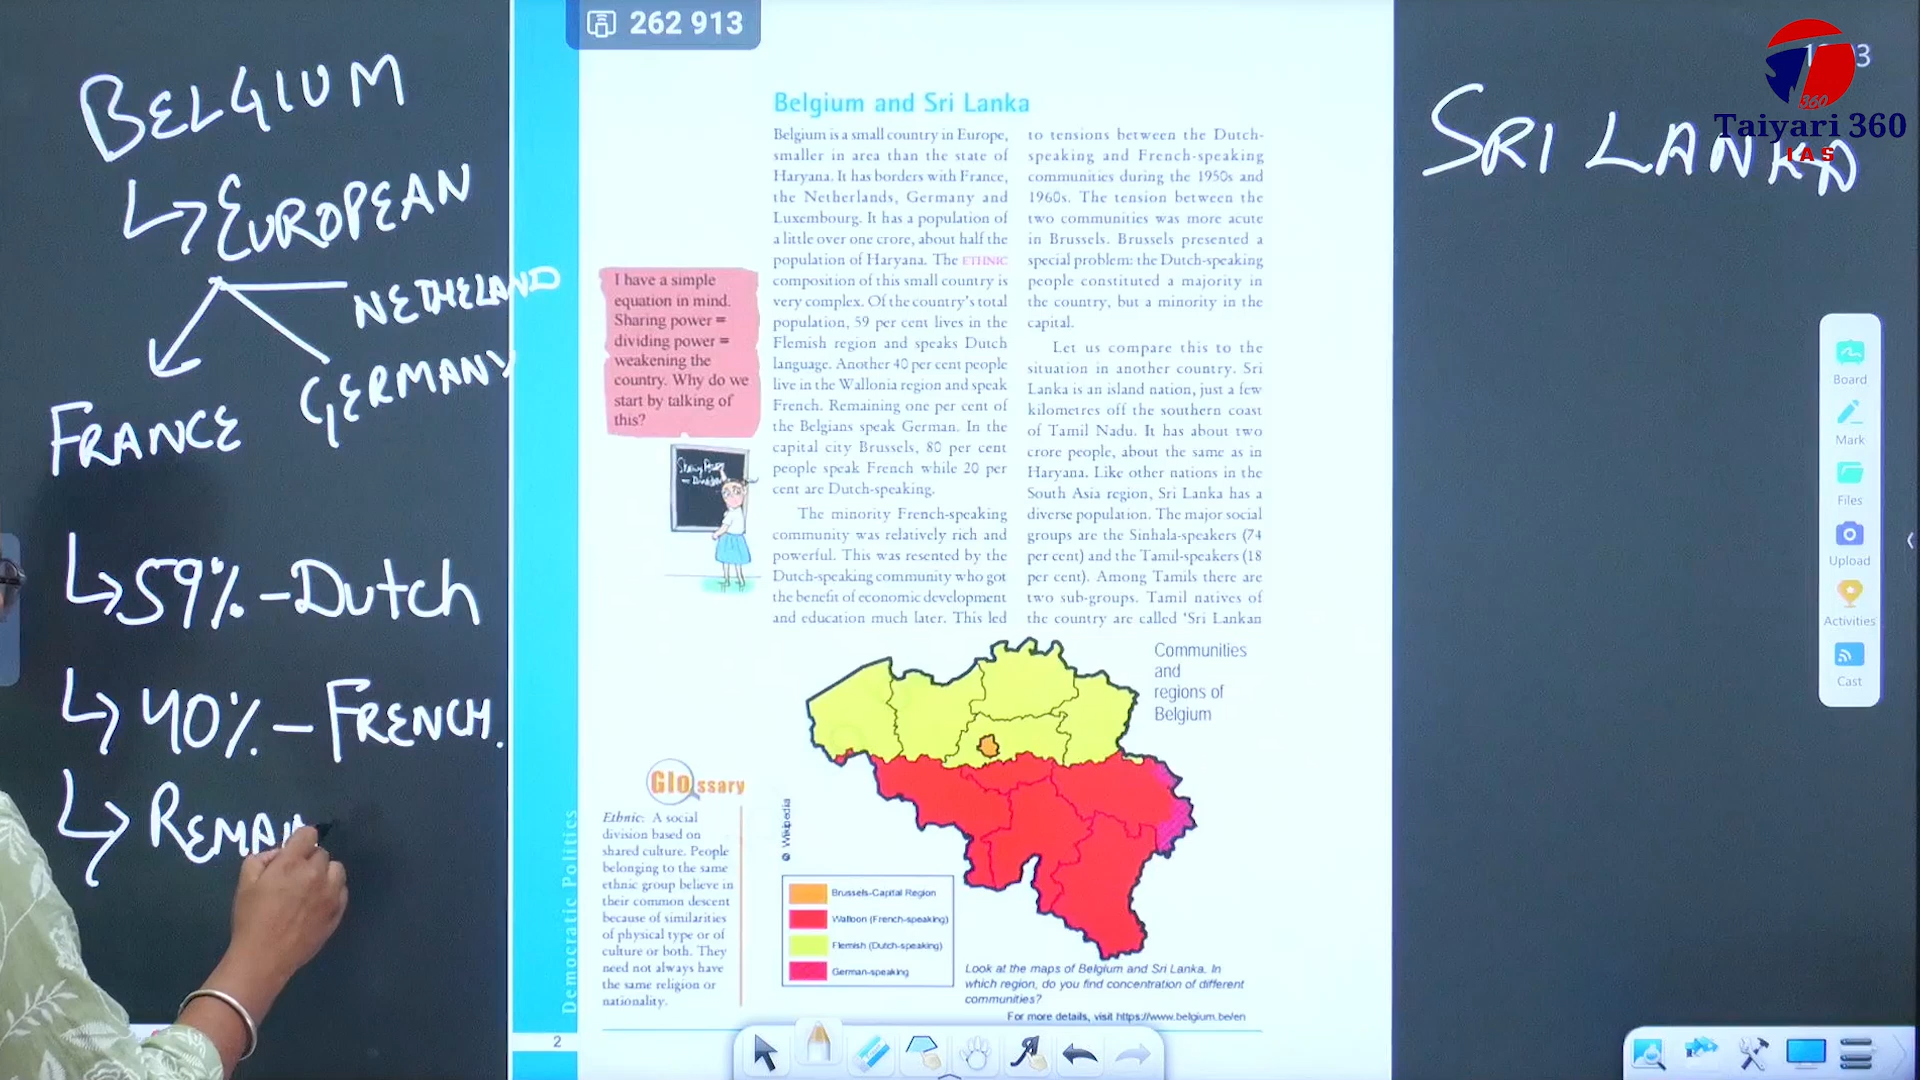 262 913
BELGIUM
EUROPEAN
NETHELAND
GERMANY
FRANCE
59% - Dutch
40% - FRENCH.
REMAIN
Belgium and Sri Lanka
Belgium is a small country in Europe,
smaller in area than the state of
Haryana. It has borders with France,
the Netherlands, Germany and
Luxembourg. It has a population of
a little over one crore, about half the
population of Haryana. The ETHNIC
composition of this small country is
very complex. Of the country's total
population, 59 per cent lives in the
Flemish region and speaks Dutch
language. Another 40 per cent people
live in the Wallonia region and speak
French. Remaining one per cent of
the Belgians speak German. In the
capital city Brussels, 80 per cent
people speak French while 20 per
cent are Dutch-speaking.
The minority French-speaking
community was relatively rich and
powerful. This was resented by the
Dutch-speaking community who got
the benefit of economic development
and education much later. This led
to tensions between the Dutch-
speaking and French-speaking
communities during the 1950s and
1960s. The tension between the
two communities was more acute
in Brussels. Brussels presented a
special problem: the Dutch-speaking
people constituted a majority in
the country, but a minority in the
capital.
Let us compare this to the
situation in another country. Sri
Lanka is an island nation, just a few
kilometres off the southern coast
of Tamil Nadu. It has about two
crore people, about the same as in
Haryana. Like other nations in the
South Asia region, Sri Lanka has a
diverse population. The major social
groups are the Sinhala-speakers (74
per cent) and the Tamil-speakers (18
per cent). Among Tamils there are
two sub-groups. Tamil natives of
the country are called 'Sri Lankan
I have a simple
equation in mind.
Sharing power =
dividing power =
weakening the
country. Why do we
start by talking of
this?
Communities
and
regions of
Belgium
Glossary
Ethnic: A social
division based on
shared culture. People
belonging to the same
ethnic group believe in
their common descent
because of similarities
of physical type or of
culture or both. They
need not always have
the same religion or
nationality.
© Wikipedia
Brussels-Capital Region
Walloon (French-speaking)
Flemish (Dutch-speaking)
German-speaking
Look at the maps of Belgium and Sri Lanka. In
which region, do you find concentration of different
communities?
For more details, visit https://www.belgium.be/en
Democratic Politics
2
SRI LANKA
360
Taiyari 360
IAS
Board
Mark
Files
Upload
Activities
Cast